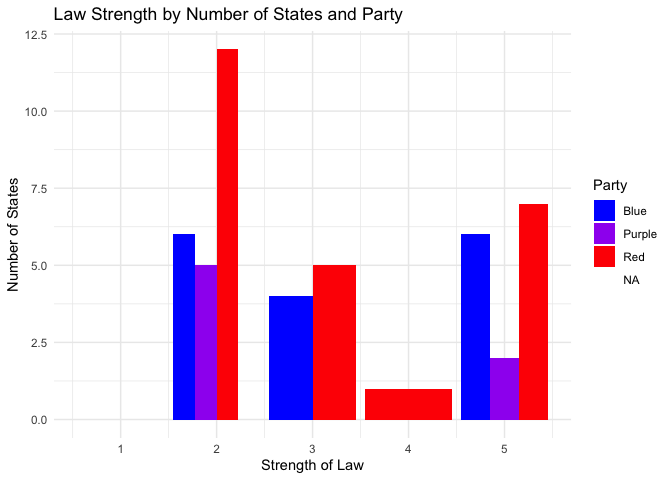 Law Strength by Number of States and Party
12.5
10.0
7.5
5.0
2.5
0.0
Number of States
1 2 3 4 5
Strength of Law
Party
Blue
Purple
Red
NA